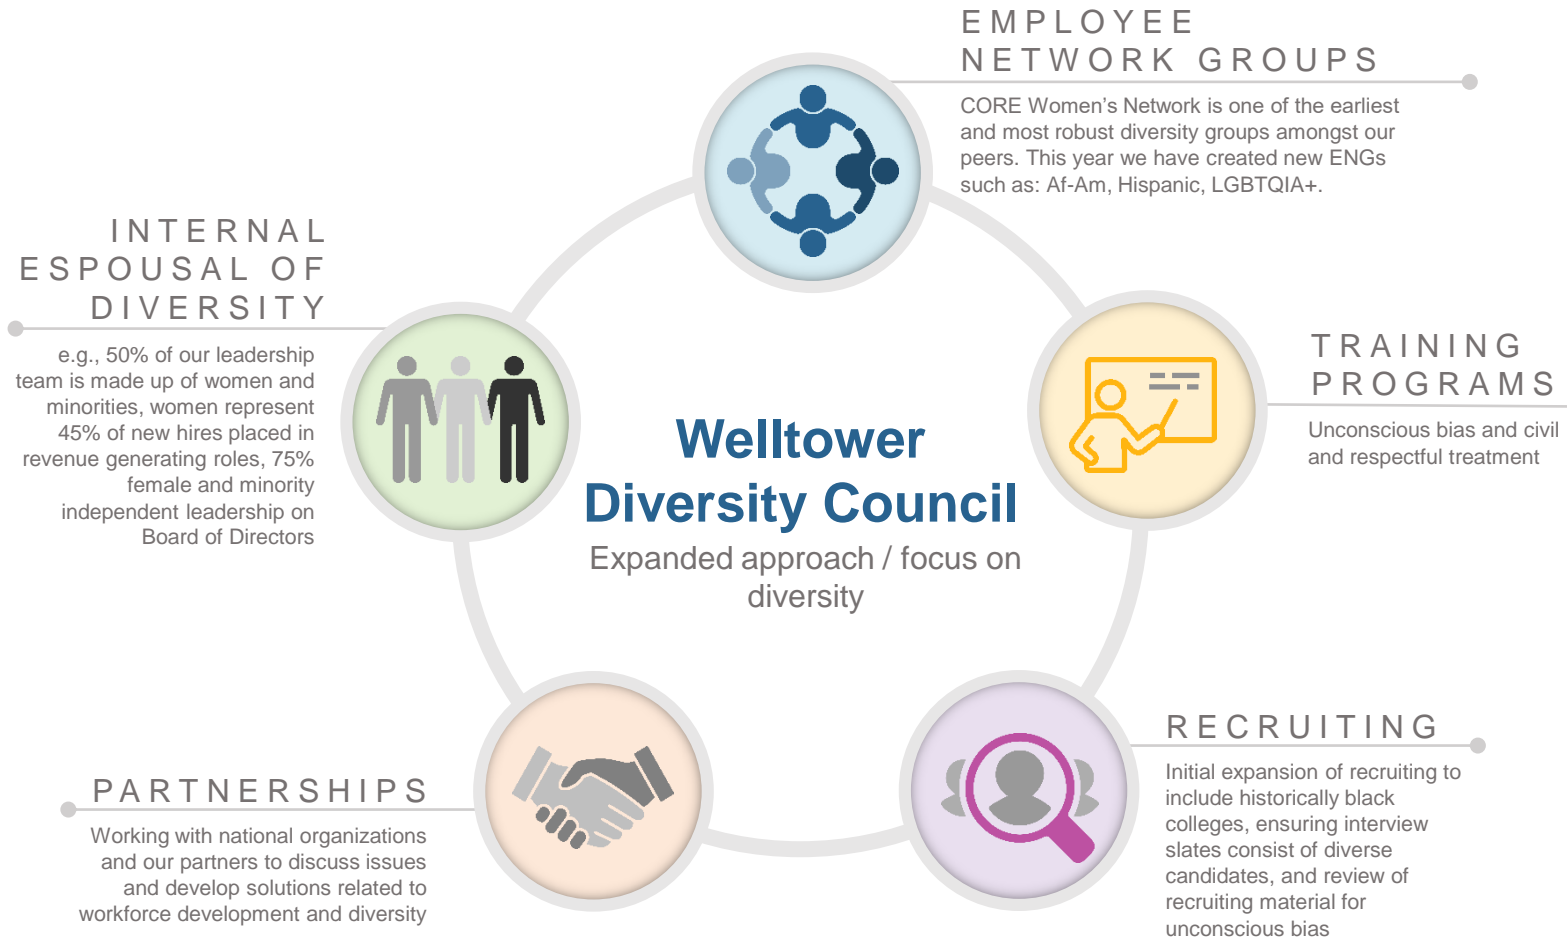 EMPLOYEE
NETWORK GROUPS
CORE Women's Network is one of the earliest
and most robust diversity groups amongst our
peers. This year we have created new ENGs
such as: Af-Am, Hispanic, LGBTQIA+.
INTERNAL
ESPOUSAL OF
DIVERSITY
e.g., 50% of our leadership
team is made up of women and
minorities, women represent
45% of new hires placed in
revenue generating roles, 75%
female and minority
independent leadership on
Board of Directors
TRAINING
PROGRAMS
Unconscious bias and civil
and respectful treatment
Welltower
Diversity Council
Expanded approach / focus on
diversity
PARTNERSHIPS
Working with national organizations
and our partners to discuss issues
and develop solutions related to
workforce development and diversity
RECRUITING
Initial expansion of recruiting to
include historically black
colleges, ensuring interview
slates consist of diverse
candidates, and review of
recruiting material for
unconscious bias